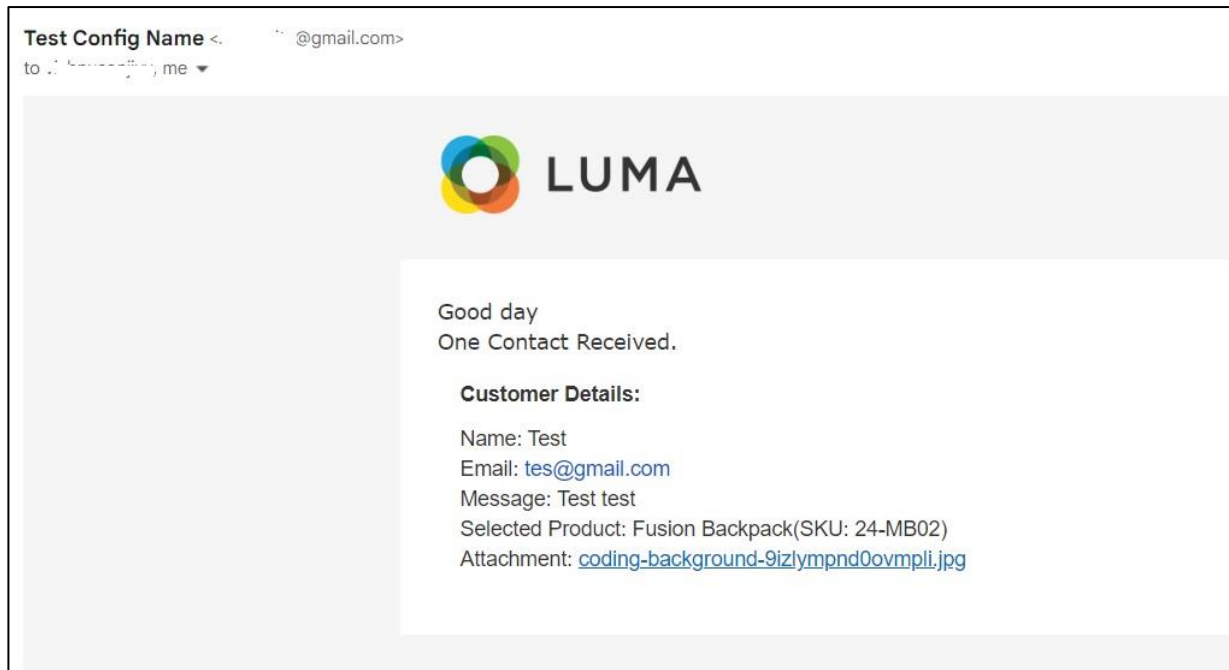 Test Config Name < @gmail.com>
to , me
LUMA
Good day
One Contact Received.
Customer Details:
Name: Test
Email: tes@gmail.com
Message: Test test
Selected Product: Fusion Backpack(SKU: 24-MB02)
Attachment: coding-background-9izlympnd0ovmpli.jpg